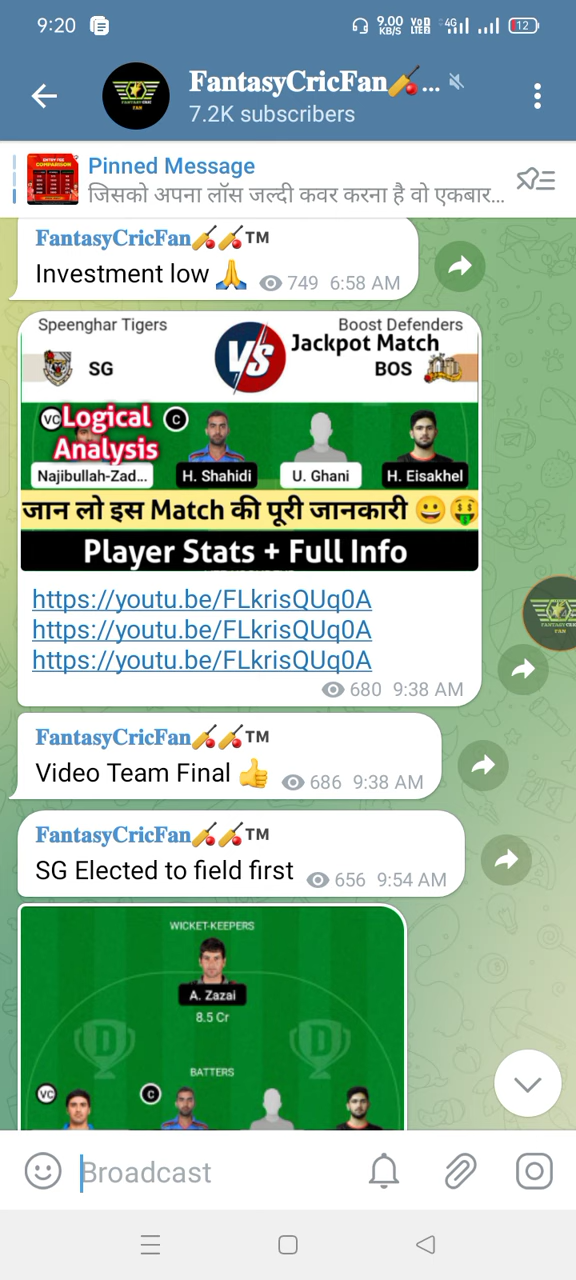 9:20
9.00 KB/S
VoD LTE2
4G
12
FantasyCricFan🏏...
7.2K subscribers
Pinned Message
जिसको अपना लॉस जल्दी कवर करना है वो एकबार...
ENTRY FEE
COMPARISON
FantasyCricFan🏏🏏™
Investment low 🙏
749 6:58 AM
Speenghar Tigers
Boost Defenders
SG
VS
Jackpot Match
BOS
VC
Logical
Analysis
C
Najibullah-Zad...
H. Shahidi
U. Ghani
H. Eisakhel
जान लो इस Match की पूरी जानकारी 😀🤑
Player Stats + Full Info
https://youtu.be/FLkrisQUq0A
https://youtu.be/FLkrisQUq0A
https://youtu.be/FLkrisQUq0A
680 9:38 AM
FantasyCricFan🏏🏏™
Video Team Final 👍
686 9:38 AM
FantasyCricFan🏏🏏™
SG Elected to field first
656 9:54 AM
WICKET-KEEPERS
A. Zazai
8.5 Cr
D
D
BATTERS
VC
C
Broadcast